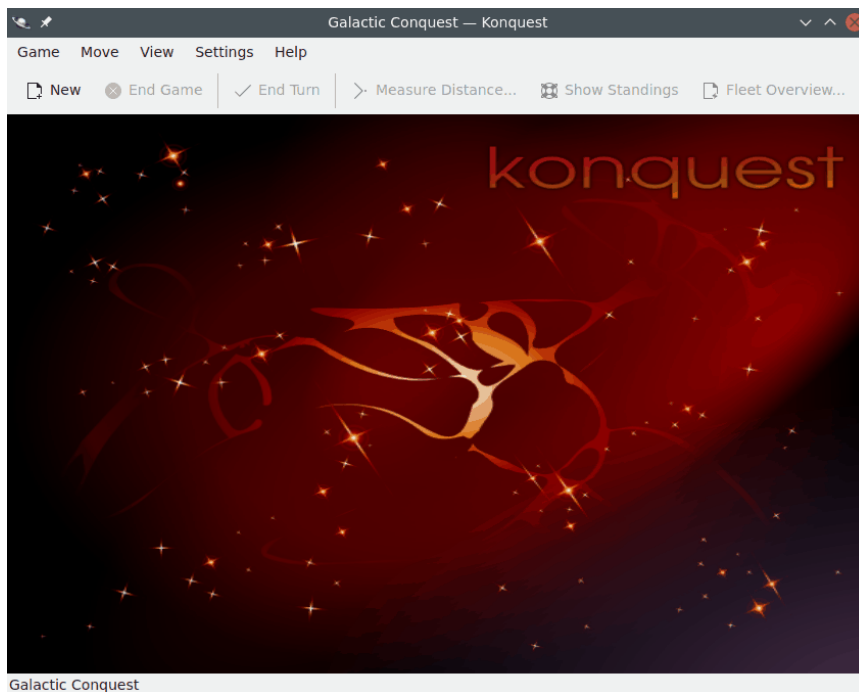 Galactic Conquest — Konquest
Game Move View Settings Help
New End Game End Turn Measure Distance... Show Standings Fleet Overview...
konquest
Galactic Conquest